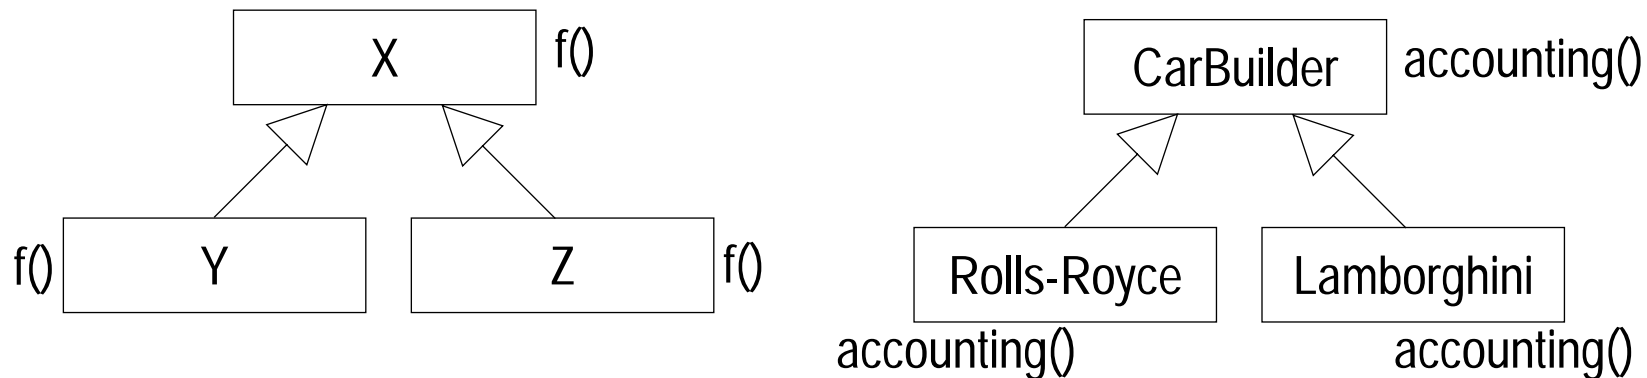 X
f()
f()
Y
Z
f()
CarBuilder
accounting()
Rolls-Royce
Lamborghini
accounting()
accounting()